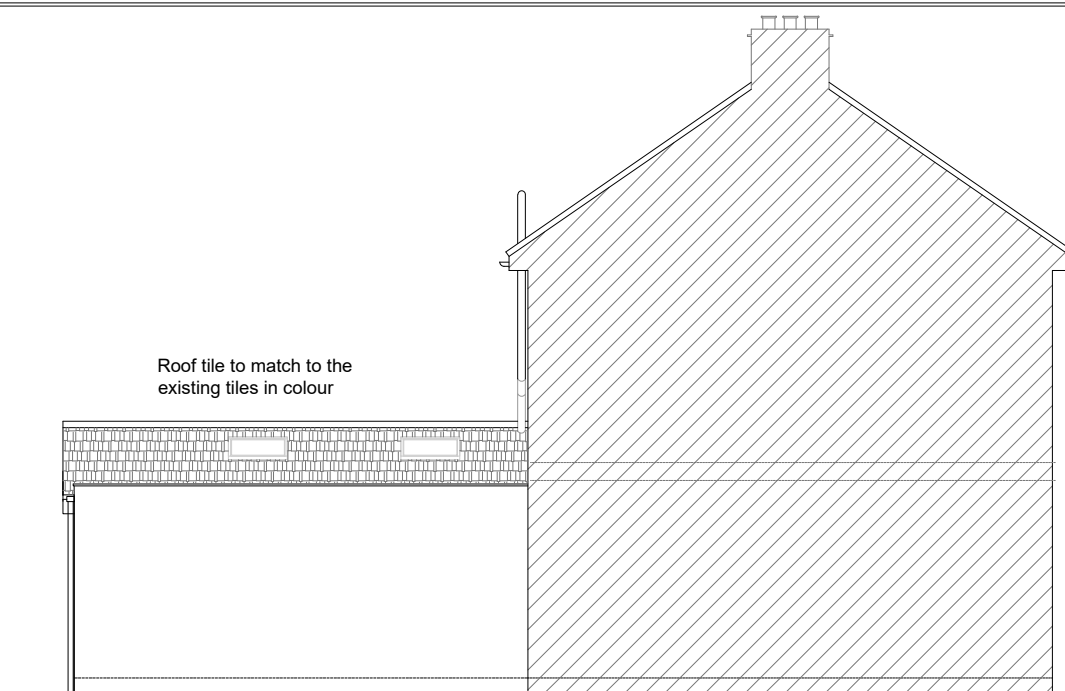 Roof tile to match to the
existing tiles in colour